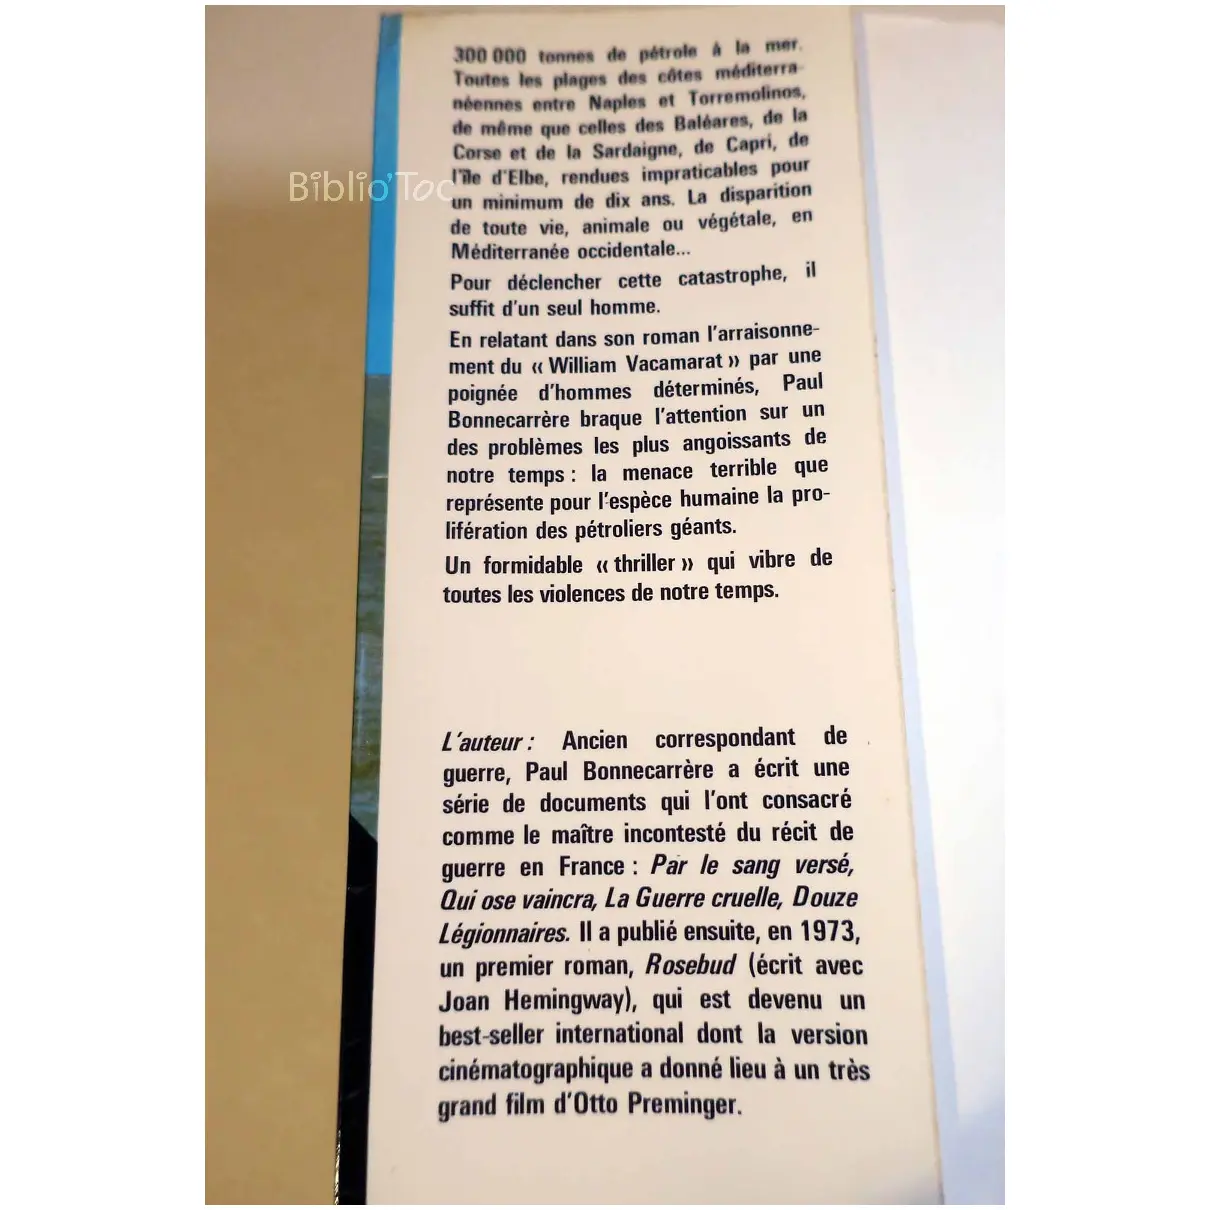 300 000 tonnes de pétrole à la mer.
Toutes les plages des côtes méditerra-
néennes entre Naples et Torremolinos,
de même que celles des Baléares, de la
Corse et de la Sardaigne, de Capri, de
l'île d'Elbe, rendues impraticables pour
un minimum de dix ans. La disparition
de toute vie, animale ou végétale, en
Méditerranée occidentale...
Pour déclencher cette catastrophe, il
suffit d'un seul homme.
En relatant dans son roman l'arraisonne-
ment du « William Vacamarat » par une
poignée d'hommes déterminés, Paul
Bonnecarrère braque l'attention sur un
des problèmes les plus angoissants de
notre temps : la menace terrible que
représente pour l'espèce humaine la pro-
lifération des pétroliers géants.
Un formidable « thriller » qui vibre de
toutes les violences de notre temps.
L'auteur : Ancien correspondant de
guerre, Paul Bonnecarrère a écrit une
série de documents qui l'ont consacré
comme le maître incontesté du récit de
guerre en France : Par le sang versé,
Qui ose vaincra, La Guerre cruelle, Douze
Légionnaires. Il a publié ensuite, en 1973,
un premier roman, Rosebud (écrit avec
Joan Hemingway), qui est devenu un
best-seller international dont la version
cinématographique a donné lieu à un très
grand film d'Otto Preminger.
Biblio'Toc